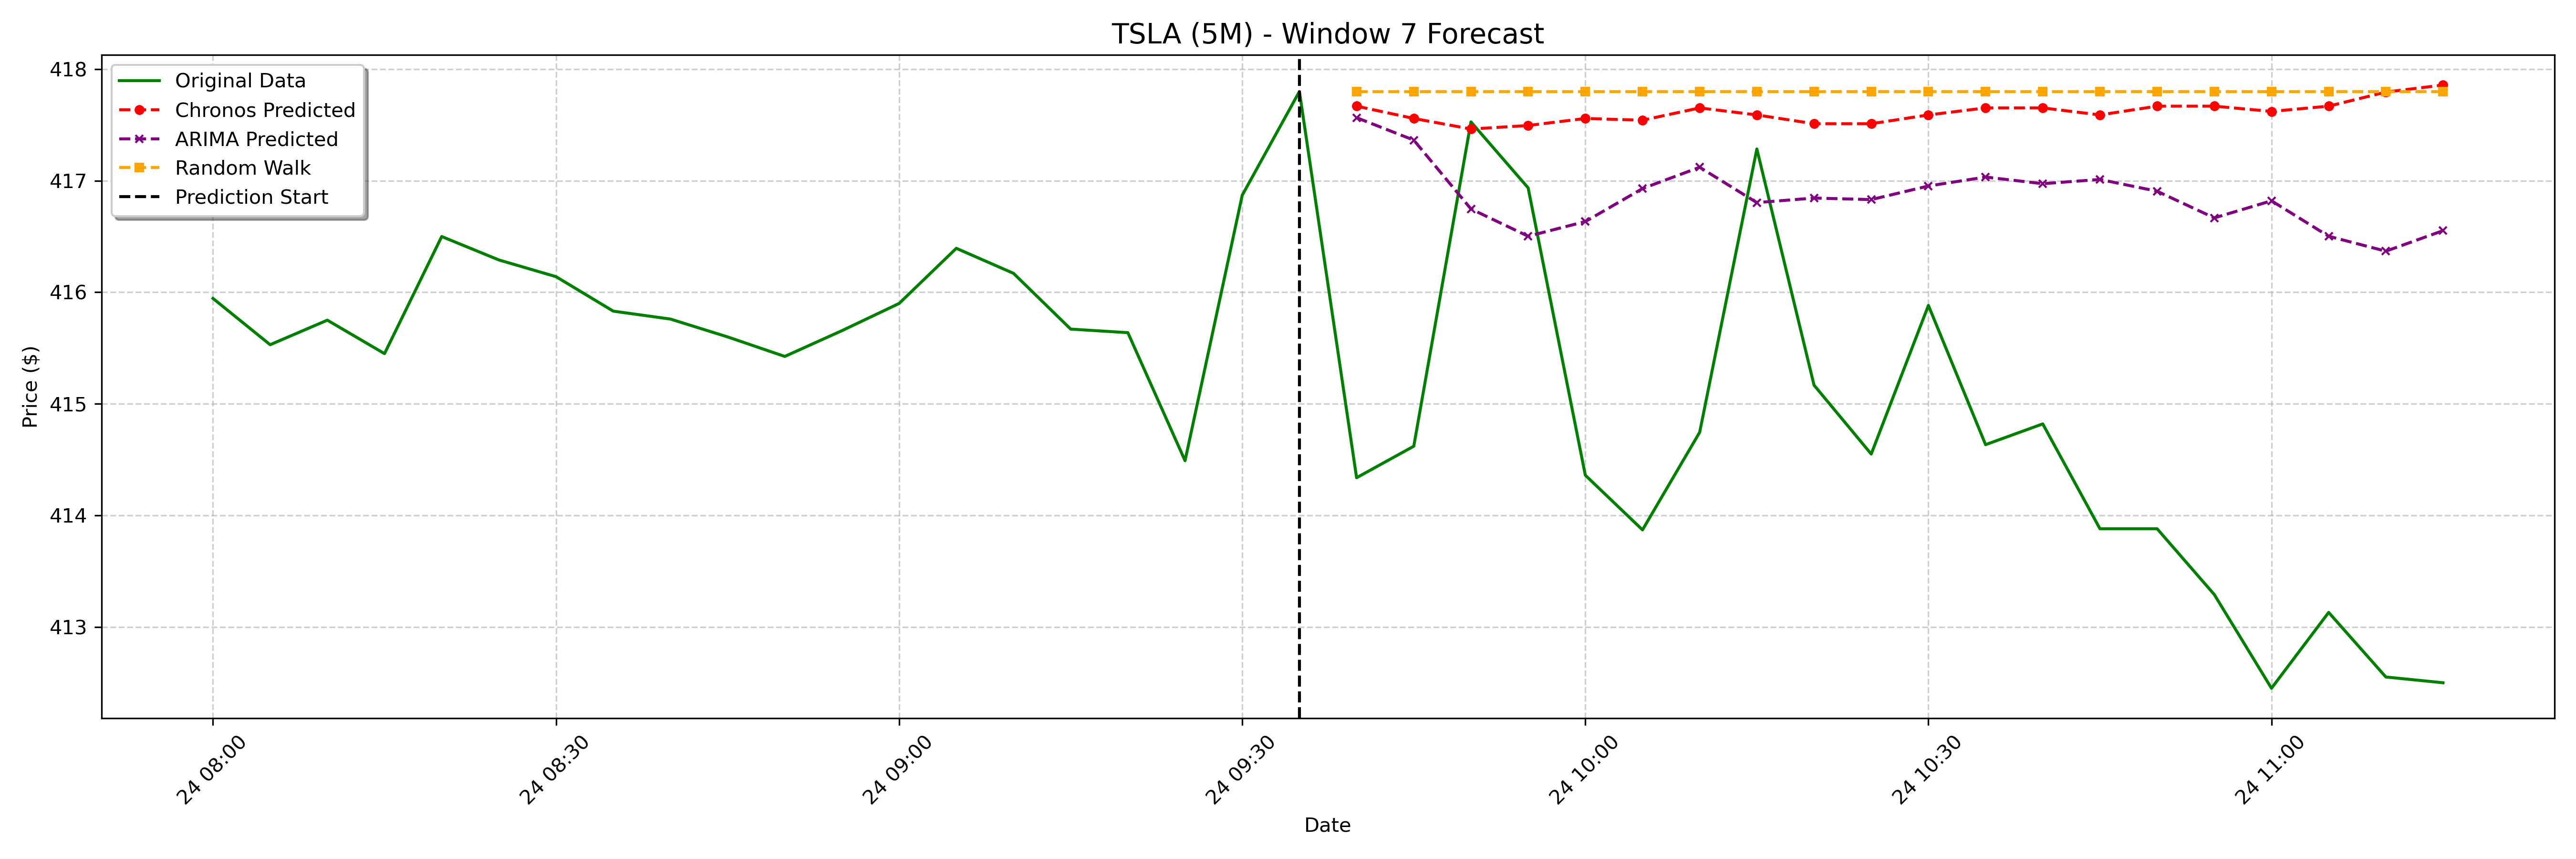 TSLA (5M) - Window 7 Forecast
Original Data
Chronos Predicted
ARIMA Predicted
Random Walk
Prediction Start
Price ($)
418
417
416
415
414
413
24 08:00
24 08:30
24 09:00
24 09:30
24 10:00
24 10:30
24 11:00
Date